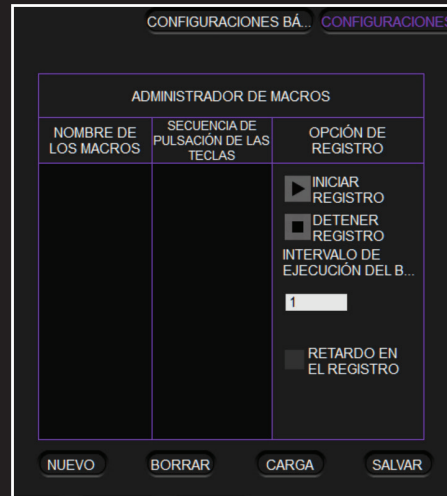 CONFIGURACIONES BÁ... CONFIGURACIONES
ADMINISTRADOR DE MACROS
NOMBRE DE
LOS MACROS
SECUENCIA DE
PULSACIÓN DE LAS
TECLAS
OPCIÓN DE
REGISTRO
INICIAR
REGISTRO
DETENER
REGISTRO
INTERVALO DE
EJECUCIÓN DEL B...
1
RETARDO EN
EL REGISTRO
NUEVO BORRAR CARGA SALVAR